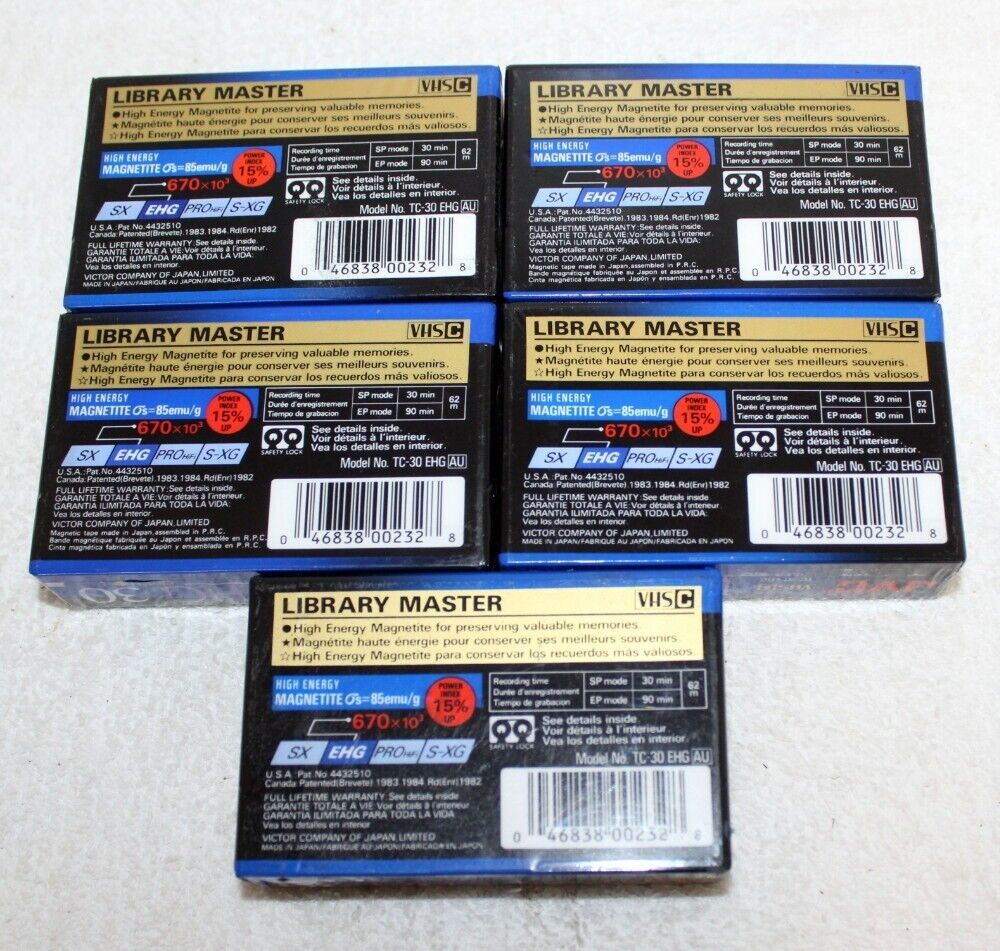 LIBRARY MASTER
VHS C
●High Energy Magnetite for preserving valuable memories.
★Magnétite haute énergie pour conserver ses meilleurs souvenirs.
☆High Energy Magnetite para conservar los recuerdos más valiosos.
HIGH ENERGY
MAGNETITE σs=85emu/g
POWER INDEX 15% UP
670×10³
SX EHG PROHiFi S-XG
Recording time
Durée d'enregistrement
Tiempo de grabacion
SP mode 30 min
EP mode 90 min
62 m
SAFETY LOCK
See details inside.
Voir détails à l'interieur.
Vea los detalles en interior.
Model No. TC-30 EHG AU
U.S.A.:Pat.No.4432510
Canada:Patented(Brevete).1983.1984.Rd(Enr)1982
FULL LIFETIME WARRANTY:See details inside.
GARANTIE TOTALE A VIE:Voir détails à l'interieur.
GARANTIA ILIMITADA PARA TODA LA VIDA:
Vea los detalles en interior.
VICTOR COMPANY OF JAPAN,LIMITED
MADE IN JAPAN/FABRIQUÉ AU JAPON/FABRICADA EN JAPON
0 46838 00232 8
LIBRARY MASTER
VHS C
●High Energy Magnetite for preserving valuable memories.
★Magnétite haute énergie pour conserver ses meilleurs souvenirs.
☆High Energy Magnetite para conservar los recuerdos más valiosos.
HIGH ENERGY
MAGNETITE σs=85emu/g
POWER INDEX 15% UP
670×10³
SX EHG PROHiFi S-XG
Recording time
Durée d'enregistrement
Tiempo de grabacion
SP mode 30 min
EP mode 90 min
62 m
SAFETY LOCK
See details inside.
Voir détails à l'interieur.
Vea los detalles en interior.
Model No. TC-30 EHG AU
U.S.A.:Pat.No.4432510
Canada:Patented(Brevete).1983.1984.Rd(Enr)1982
FULL LIFETIME WARRANTY:See details inside.
GARANTIE TOTALE A VIE:Voir détails à l'interieur.
GARANTIA ILIMITADA PARA TODA LA VIDA:
Vea los detalles en interior.
VICTOR COMPANY OF JAPAN,LIMITED
Magnetic tape made in Japan,assembled in P.R.C.
Bande magnétique fabriquée au Japon et assemblée en R.P.C.
Cinta magnética fabricada en Japón y ensamblada en P.R.C.
0 46838 00232 8
LIBRARY MASTER
VHS C
●High Energy Magnetite for preserving valuable memories.
★Magnétite haute énergie pour conserver ses meilleurs souvenirs.
☆High Energy Magnetite para conservar los recuerdos más valiosos.
HIGH ENERGY
MAGNETITE σs=85emu/g
POWER INDEX 15% UP
670×10³
SX EHG PROHiFi S-XG
Recording time
Durée d'enregistrement
Tiempo de grabacion
SP mode 30 min
EP mode 90 min
62 m
SAFETY LOCK
See details inside.
Voir détails à l'interieur.
Vea los detalles en interior.
Model No. TC-30 EHG AU
U.S.A.:Pat.No.4432510
Canada:Patented(Brevete).1983.1984.Rd(Enr)1982
FULL LIFETIME WARRANTY:See details inside.
GARANTIE TOTALE A VIE:Voir détails à l'interieur.
GARANTIA ILIMITADA PARA TODA LA VIDA:
Vea los detalles en interior.
VICTOR COMPANY OF JAPAN,LIMITED
Magnetic tape made in Japan,assembled in P.R.C.
Bande magnétique fabriquée au Japon et assemblée en R.P.C.
Cinta magnética fabricada en Japón y ensamblada en P.R.C.
0 46838 00232 8
30
LIBRARY MASTER
VHS C
●High Energy Magnetite for preserving valuable memories.
★Magnétite haute énergie pour conserver ses meilleurs souvenirs.
☆High Energy Magnetite para conservar los recuerdos más valiosos.
HIGH ENERGY
MAGNETITE σs=85emu/g
POWER INDEX 15% UP
670×10³
SX EHG PROHiFi S-XG
Recording time
Durée d'enregistrement
Tiempo de grabacion
SP mode 30 min
EP mode 90 min
62 m
SAFETY LOCK
See details inside.
Voir détails à l'interieur.
Vea los detalles en interior.
Model No. TC-30 EHG AU
U.S.A.:Pat.No.4432510
Canada:Patented(Brevete).1983.1984.Rd(Enr)1982
FULL LIFETIME WARRANTY:See details inside.
GARANTIE TOTALE A VIE:Voir détails à l'interieur.
GARANTIA ILIMITADA PARA TODA LA VIDA:
Vea los detalles en interior.
VICTOR COMPANY OF JAPAN,LIMITED
MADE IN JAPAN/FABRIQUÉ AU JAPON/FABRICADA EN JAPON
0 46838 00232 8
JVC
LIBRARY MASTER
VHS C
●High Energy Magnetite for preserving valuable memories.
★Magnétite haute énergie pour conserver ses meilleurs souvenirs.
☆High Energy Magnetite para conservar los recuerdos más valiosos.
HIGH ENERGY
MAGNETITE σs=85emu/g
POWER INDEX 15% UP
670×10³
SX EHG PROHiFi S-XG
Recording time
Durée d'enregistrement
Tiempo de grabacion
SP mode 30 min
EP mode 90 min
62 m
SAFETY LOCK
See details inside.
Voir détails à l'interieur.
Vea los detalles en interior.
Model No. TC-30 EHG AU
U.S.A.:Pat.No.4432510
Canada:Patented(Brevete).1983.1984.Rd(Enr)1982
FULL LIFETIME WARRANTY:See details inside.
GARANTIE TOTALE A VIE:Voir détails à l'interieur.
GARANTIA ILIMITADA PARA TODA LA VIDA:
Vea los detalles en interior.
VICTOR COMPANY OF JAPAN,LIMITED
MADE IN JAPAN/FABRIQUÉ AU JAPON/FABRICADA EN JAPON
0 46838 00232 8